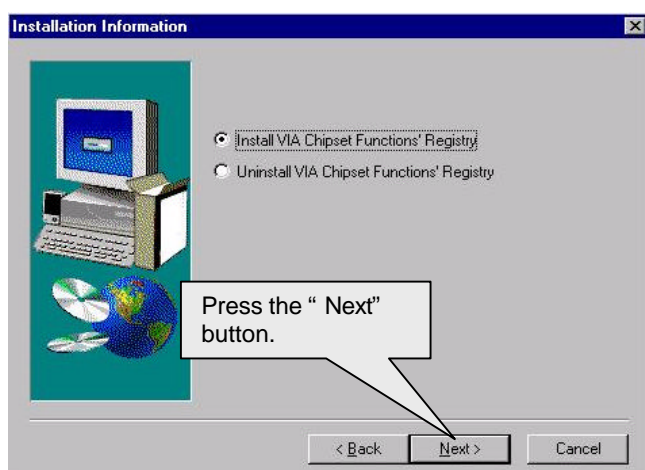 Installation Information
Install VIA Chipset Functions' Registry
Uninstall VIA Chipset Functions' Registry
Press the “ Next”
button.
< Back
Next >
Cancel